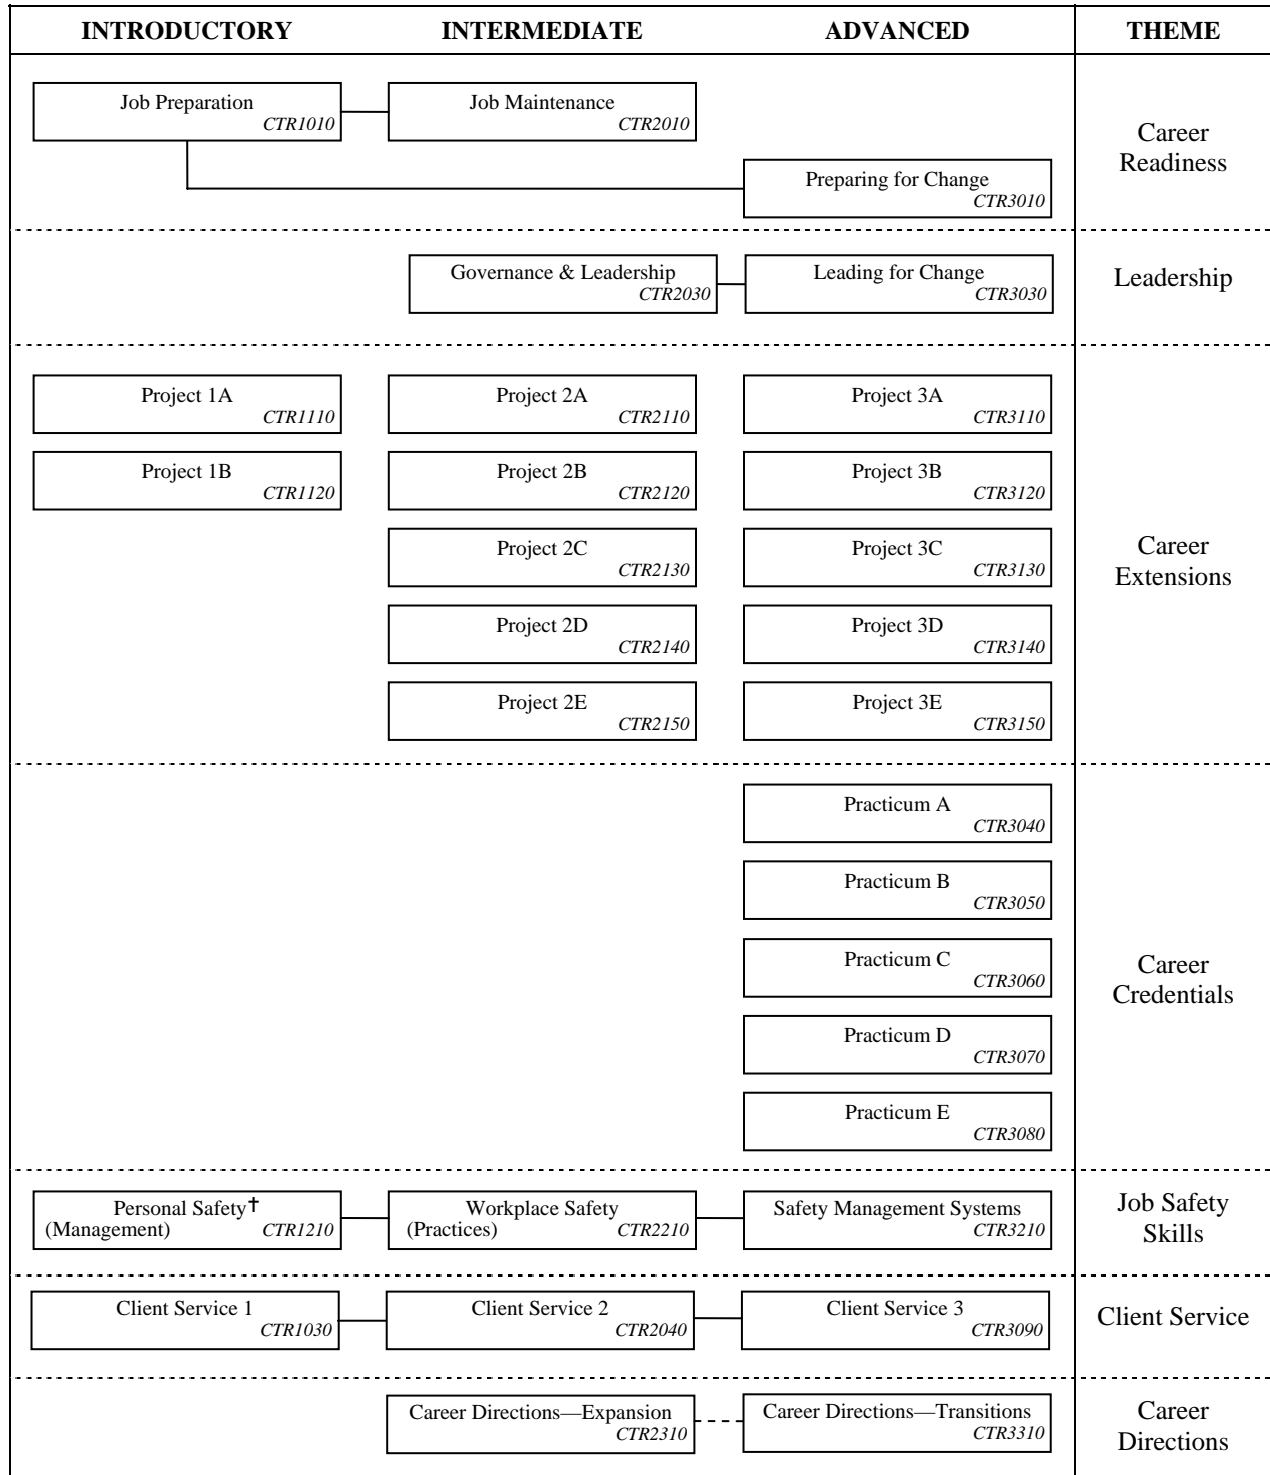 INTRODUCTORY INTERMEDIATE ADVANCED THEME
Job Preparation
CTR1010
Job Maintenance
CTR2010
Preparing for Change
CTR3010
Career
Readiness
Governance & Leadership
CTR2030
Leading for Change
CTR3030
Leadership
Project 1A
CTR1110
Project 2A
CTR2110
Project 3A
CTR3110
Project 1B
CTR1120
Project 2B
CTR2120
Project 3B
CTR3120
Project 2C
CTR2130
Project 3C
CTR3130
Career
Extensions
Project 2D
CTR2140
Project 3D
CTR3140
Project 2E
CTR2150
Project 3E
CTR3150
Practicum A
CTR3040
Practicum B
CTR3050
Practicum C
CTR3060
Career
Credentials
Practicum D
CTR3070
Practicum E
CTR3080
Personal Safety✝
(Management) CTR1210
Workplace Safety
(Practices) CTR2210
Safety Management Systems
CTR3210
Job Safety
Skills
Client Service 1
CTR1030
Client Service 2
CTR2040
Client Service 3
CTR3090
Client Service
Career Directions—Expansion
CTR2310
Career Directions—Transitions
CTR3310
Career
Directions